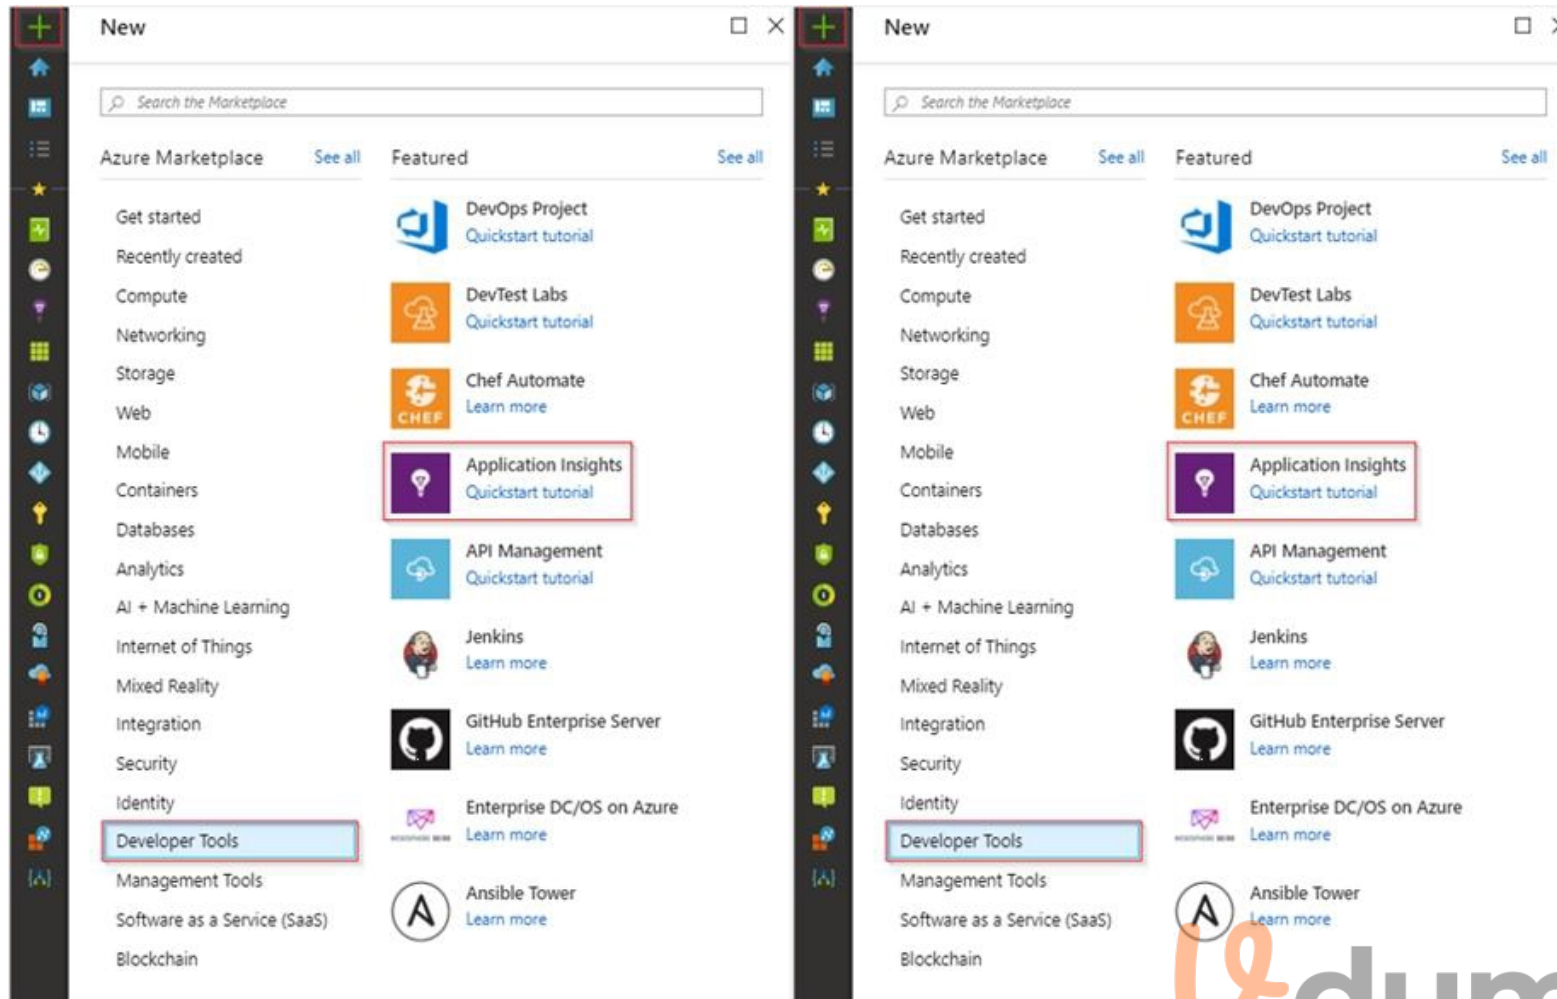 New
Search the Marketplace
Azure Marketplace See all Featured See all
Get started
Recently created
Compute
Networking
Storage
Web
Mobile
Containers
Databases
Analytics
AI + Machine Learning
Internet of Things
Mixed Reality
Integration
Security
Identity
Developer Tools
Management Tools
Software as a Service (SaaS)
Blockchain
DevOps Project
Quickstart tutorial
DevTest Labs
Quickstart tutorial
CHEF
Chef Automate
Learn more
Application Insights
Quickstart tutorial
API Management
Quickstart tutorial
Jenkins
Learn more
GitHub Enterprise Server
Learn more
Enterprise DC/OS on Azure
Learn more
Ansible Tower
Learn more
New
Search the Marketplace
Azure Marketplace See all Featured See all
Get started
Recently created
Compute
Networking
Storage
Web
Mobile
Containers
Databases
Analytics
AI + Machine Learning
Internet of Things
Mixed Reality
Integration
Security
Identity
Developer Tools
Management Tools
Software as a Service (SaaS)
Blockchain
DevOps Project
Quickstart tutorial
DevTest Labs
Quickstart tutorial
CHEF
Chef Automate
Learn more
Application Insights
Quickstart tutorial
API Management
Quickstart tutorial
Jenkins
Learn more
GitHub Enterprise Server
Learn more
Enterprise DC/OS on Azure
Learn more
Ansible Tower
Learn more